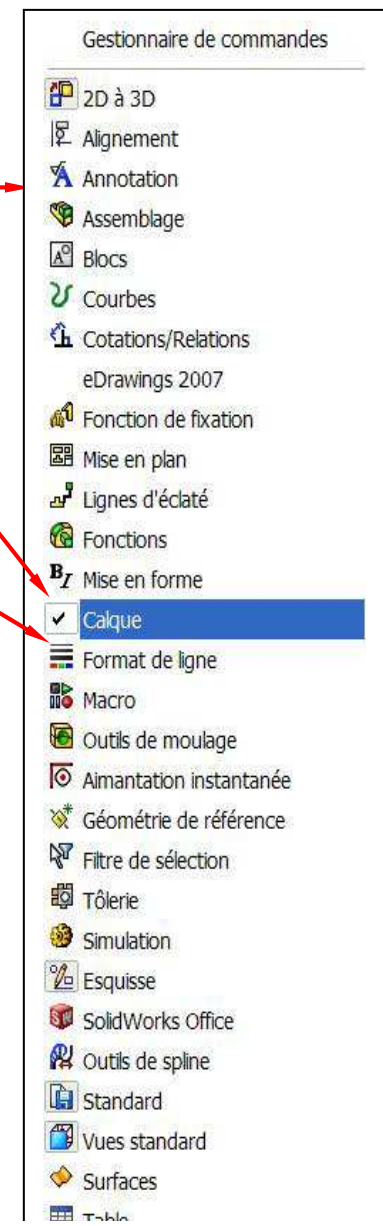 Gestionnaire de commandes
2D à 3D
Alignement
Annotation
Assemblage
Blocs
Courbes
Cotations/Relations
eDrawings 2007
Fonction de fixation
Mise en plan
Lignes d'éclaté
Fonctions
Mise en forme
Calque
Format de ligne
Macro
Outils de moulage
Aimantation instantanée
Géométrie de référence
Filtre de sélection
Tôlerie
Simulation
Esquisse
SolidWorks Office
Outils de spline
Standard
Vues standard
Surfaces
Table